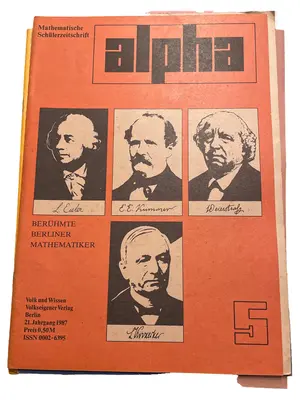 Mathematische
Schülerzeitschrift
alpha
L. Euler
E. E. Kummer
Weierstraß
BERÜHMTE
BERLINER
MATHEMATIKER
L. Kronecker
Volk und Wissen
Volkseigener Verlag
Berlin
21. Jahrgang 1987
Preis 0,50 M
ISSN 0002-6395
5